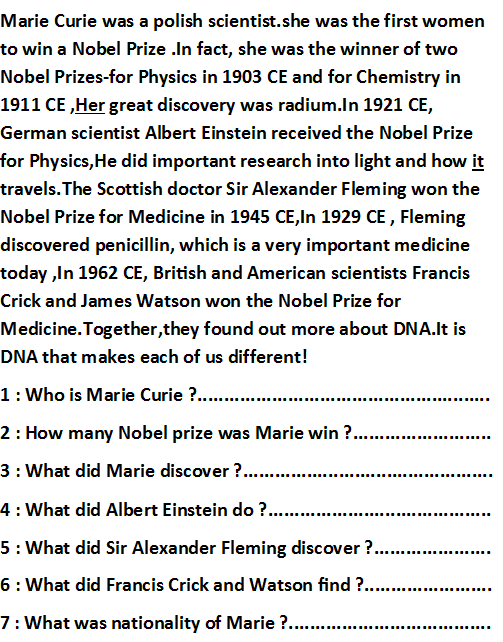 Marie Curie was a polish scientist.she was the first women
to win a Nobel Prize .In fact, she was the winner of two
Nobel Prizes-for Physics in 1903 CE and for Chemistry in
1911 CE ,Her great discovery was radium.In 1921 CE,
German scientist Albert Einstein received the Nobel Prize
for Physics,He did important research into light and how it
travels.The Scottish doctor Sir Alexander Fleming won the
Nobel Prize for Medicine in 1945 CE,In 1929 CE , Fleming
discovered penicillin, which is a very important medicine
today ,In 1962 CE, British and American scientists Francis
Crick and James Watson won the Nobel Prize for
Medicine.Together,they found out more about DNA.It is
DNA that makes each of us different!
1 : Who is Marie Curie ?......................................................
2 : How many Nobel prize was Marie win ?..........................
3 : What did Marie discover ?...............................................
4 : What did Albert Einstein do ?..........................................
5 : What did Sir Alexander Fleming discover ?......................
6 : What did Francis Crick and Watson find ?........................
7 : What was nationality of Marie ?......................................